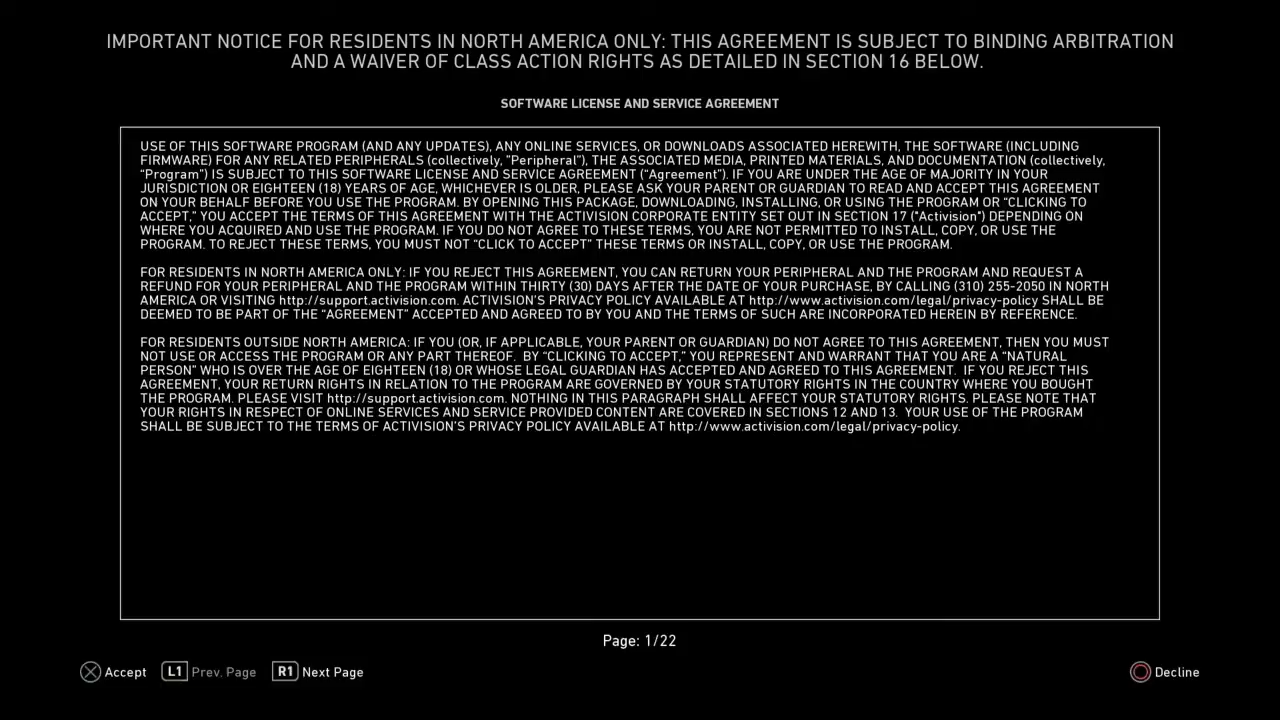 IMPORTANT NOTICE FOR RESIDENTS IN NORTH AMERICA ONLY: THIS AGREEMENT IS SUBJECT TO BINDING ARBITRATION
AND A WAIVER OF CLASS ACTION RIGHTS AS DETAILED IN SECTION 16 BELOW.
SOFTWARE LICENSE AND SERVICE AGREEMENT
USE OF THIS SOFTWARE PROGRAM (AND ANY UPDATES), ANY ONLINE SERVICES, OR DOWNLOADS ASSOCIATED HEREWITH, THE SOFTWARE (INCLUDING
FIRMWARE) FOR ANY RELATED PERIPHERALS (collectively, "Peripheral"), THE ASSOCIATED MEDIA, PRINTED MATERIALS, AND DOCUMENTATION (collectively,
“Program”) IS SUBJECT TO THIS SOFTWARE LICENSE AND SERVICE AGREEMENT (“Agreement”). IF YOU ARE UNDER THE AGE OF MAJORITY IN YOUR
JURISDICTION OR EIGHTEEN (18) YEARS OF AGE, WHICHEVER IS OLDER, PLEASE ASK YOUR PARENT OR GUARDIAN TO READ AND ACCEPT THIS AGREEMENT
ON YOUR BEHALF BEFORE YOU USE THE PROGRAM. BY OPENING THIS PACKAGE, DOWNLOADING, INSTALLING, OR USING THE PROGRAM OR “CLICKING TO
ACCEPT,” YOU ACCEPT THE TERMS OF THIS AGREEMENT WITH THE ACTIVISION CORPORATE ENTITY SET OUT IN SECTION 17 ("Activision") DEPENDING ON
WHERE YOU ACQUIRED AND USE THE PROGRAM. IF YOU DO NOT AGREE TO THESE TERMS, YOU ARE NOT PERMITTED TO INSTALL, COPY, OR USE THE
PROGRAM. TO REJECT THESE TERMS, YOU MUST NOT “CLICK TO ACCEPT” THESE TERMS OR INSTALL, COPY, OR USE THE PROGRAM.
FOR RESIDENTS IN NORTH AMERICA ONLY: IF YOU REJECT THIS AGREEMENT, YOU CAN RETURN YOUR PERIPHERAL AND THE PROGRAM AND REQUEST A
REFUND FOR YOUR PERIPHERAL AND THE PROGRAM WITHIN THIRTY (30) DAYS AFTER THE DATE OF YOUR PURCHASE, BY CALLING (310) 255-2050 IN NORTH
AMERICA OR VISITING http://support.activision.com. ACTIVISION'S PRIVACY POLICY AVAILABLE AT http://www.activision.com/legal/privacy-policy SHALL BE
DEEMED TO BE PART OF THE “AGREEMENT” ACCEPTED AND AGREED TO BY YOU AND THE TERMS OF SUCH ARE INCORPORATED HEREIN BY REFERENCE.
FOR RESIDENTS OUTSIDE NORTH AMERICA: IF YOU (OR, IF APPLICABLE, YOUR PARENT OR GUARDIAN) DO NOT AGREE TO THIS AGREEMENT, THEN YOU MUST
NOT USE OR ACCESS THE PROGRAM OR ANY PART THEREOF.  BY “CLICKING TO ACCEPT,” YOU REPRESENT AND WARRANT THAT YOU ARE A “NATURAL
PERSON” WHO IS OVER THE AGE OF EIGHTEEN (18) OR WHOSE LEGAL GUARDIAN HAS ACCEPTED AND AGREED TO THIS AGREEMENT.  IF YOU REJECT THIS
AGREEMENT, YOUR RETURN RIGHTS IN RELATION TO THE PROGRAM ARE GOVERNED BY YOUR STATUTORY RIGHTS IN THE COUNTRY WHERE YOU BOUGHT
THE PROGRAM. PLEASE VISIT http://support.activision.com. NOTHING IN THIS PARAGRAPH SHALL AFFECT YOUR STATUTORY RIGHTS. PLEASE NOTE THAT
YOUR RIGHTS IN RESPECT OF ONLINE SERVICES AND SERVICE PROVIDED CONTENT ARE COVERED IN SECTIONS 12 AND 13.  YOUR USE OF THE PROGRAM
SHALL BE SUBJECT TO THE TERMS OF ACTIVISION'S PRIVACY POLICY AVAILABLE AT http://www.activision.com/legal/privacy-policy.
Page: 1/22
Accept L1 Prev. Page R1 Next Page Decline